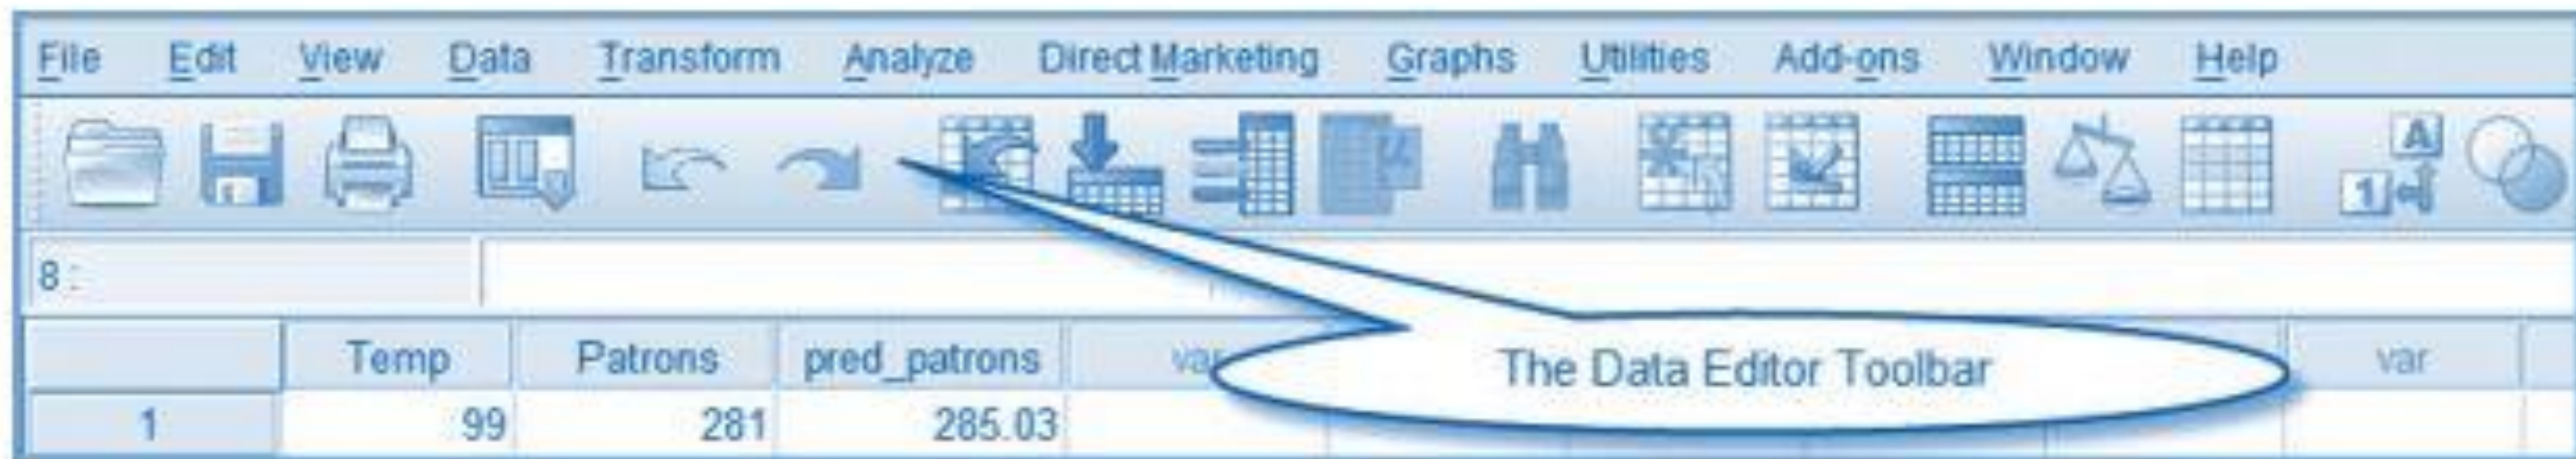 File Edit View Data Transform Analyze Direct Marketing Graphs Utilities Add-ons Window Help
A
1
8 :
Temp Patrons pred_patrons var The Data Editor Toolbar var
1 99 281 285.03